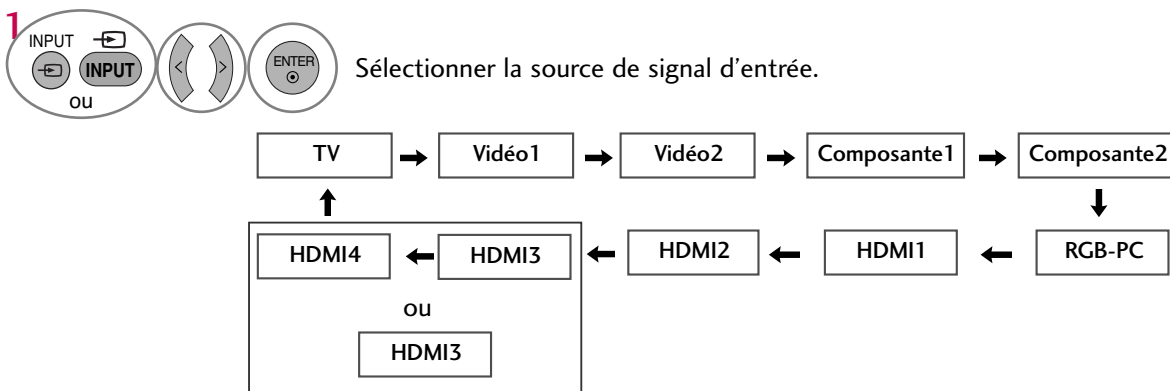 1
INPUT
INPUT
ou
ENTER
Sélectionner la source de signal d'entrée.
TV Vidéo1 Vidéo2 Composante1 Composante2
HDMI4 HDMI3 HDMI2 HDMI1 RGB-PC
ou
HDMI3